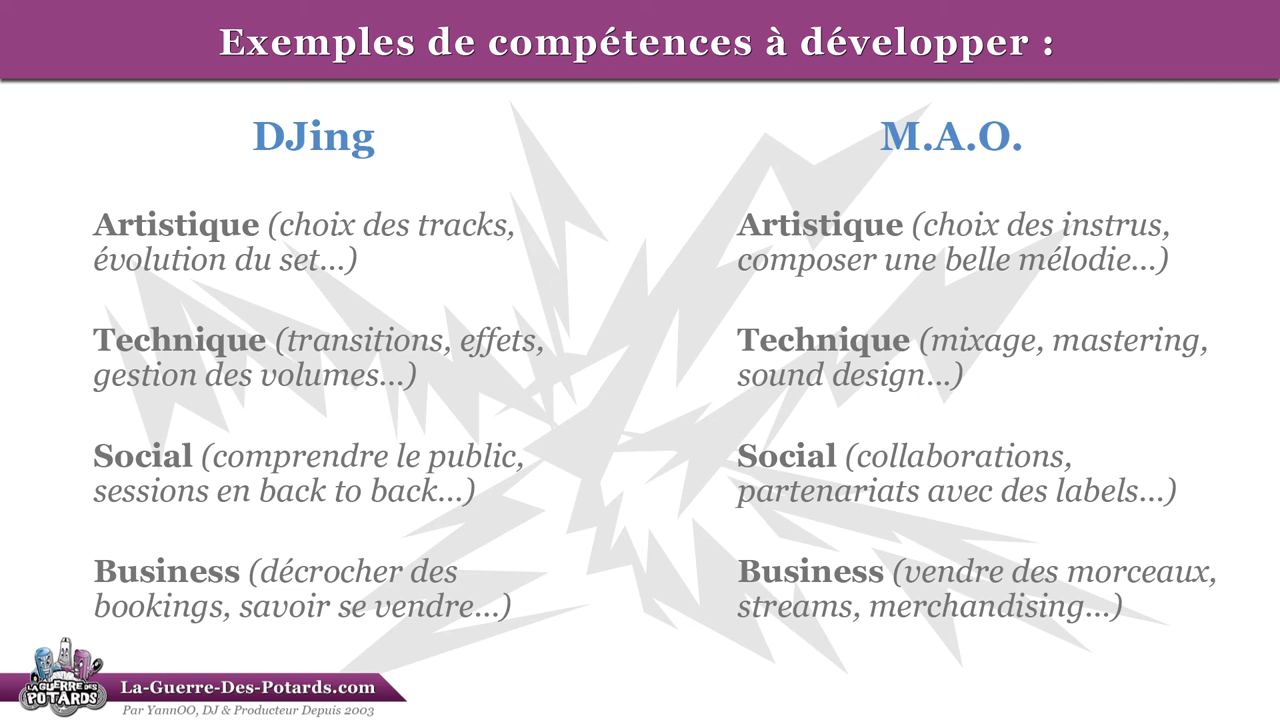 Exemples de compétences à développer :
DJing
Artistique (choix des tracks,
évolution du set...)
Technique (transitions, effets,
gestion des volumes...)
Social (comprendre le public,
sessions en back to back...)
Business (décrocher des
bookings, savoir se vendre...)
M.A.O.
Artistique (choix des instrus,
composer une belle mélodie...)
Technique (mixage, mastering,
sound design...)
Social (collaborations,
partenariats avec des labels...)
Business (vendre des morceaux,
streams, merchandising...)
LA GUERRE DES
POTARDS
La-Guerre-Des-Potards.com
Par YannOO, DJ & Producteur Depuis 2003